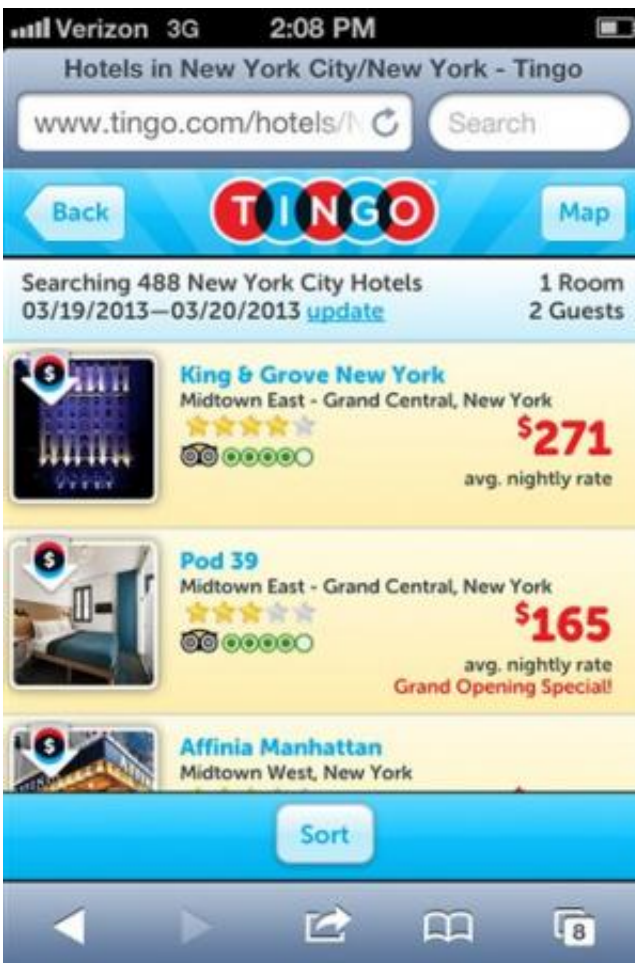 Verizon 3G 2:08 PM
Hotels in New York City/New York - Tingo
www.tingo.com/hotels/ Search
Back TINGO Map
Searching 488 New York City Hotels 1 Room
03/19/2013—03/20/2013 update 2 Guests
$
King & Grove New York
Midtown East - Grand Central, New York
$271
avg. nightly rate
$
Pod 39
Midtown East - Grand Central, New York
$165
avg. nightly rate
Grand Opening Special!
$
Affinia Manhattan
Midtown West, New York
Sort
8